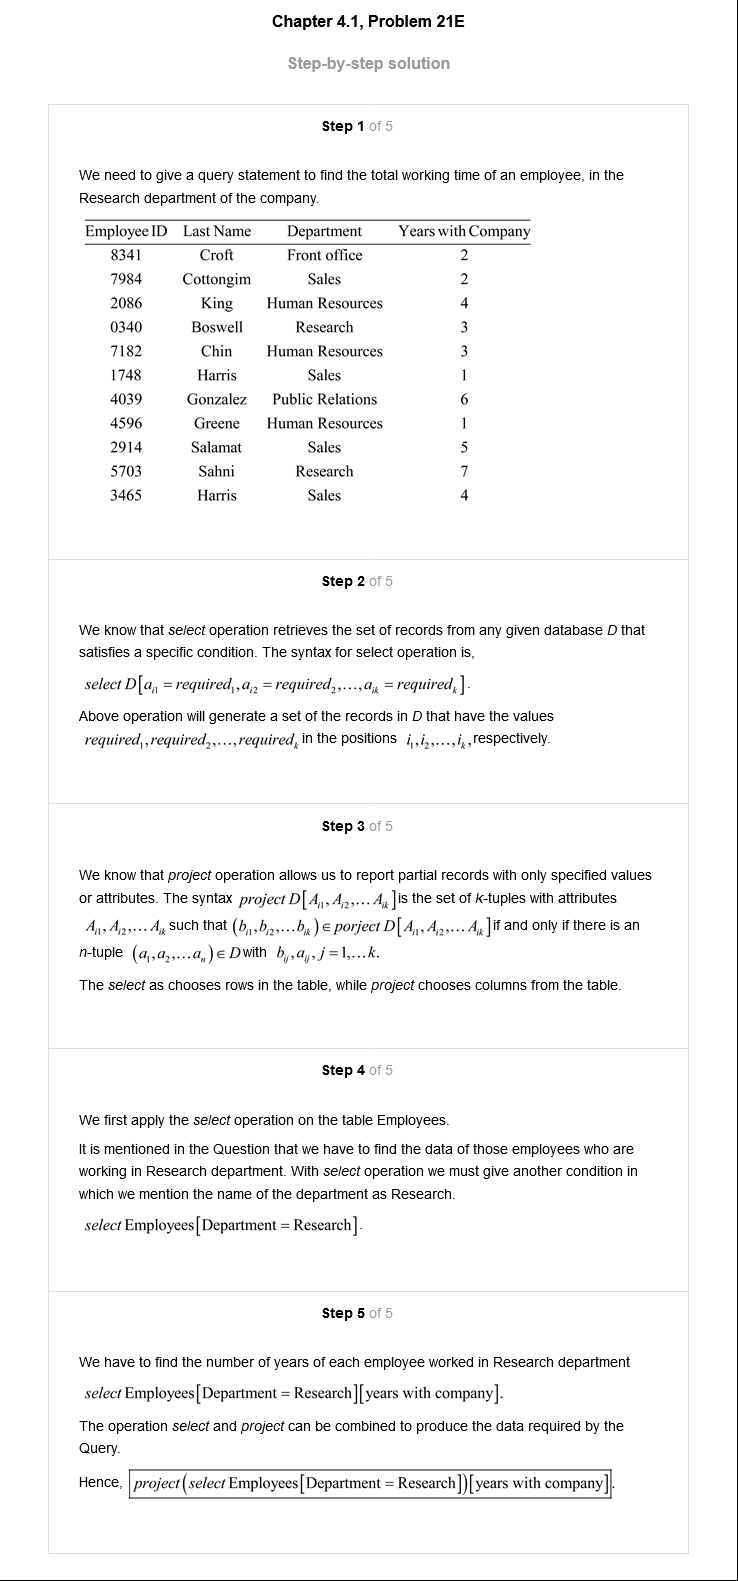 Chapter 4.1, Problem 21E
Step-by-step solution
Step 1 of 5
We need to give a query statement to find the total working time of an employee, in the
Research department of the company.
Employee ID Last Name Department Years with Company
8341 Croft Front office 2
7984 Cottongim Sales 2
2086 King Human Resources 4
0340 Boswell Research 3
7182 Chin Human Resources 3
1748 Harris Sales 1
4039 Gonzalez Public Relations 6
4596 Greene Human Resources 1
2914 Salamat Sales 5
5703 Sahni Research 7
3465 Harris Sales 4
Step 2 of 5
We know that select operation retrieves the set of records from any given database D that
satisfies a specific condition. The syntax for select operation is,
select D[a_{i1} = required_1, a_{i2} = required_2,…, a_{ik} = required_k].
Above operation will generate a set of the records in D that have the values
required_1, required_2,…, required_k in the positions i_1, i_2,…, i_k, respectively.
Step 3 of 5
We know that project operation allows us to report partial records with only specified values
or attributes. The syntax project D[A_{i1}, A_{i2},… A_{ik}] is the set of k-tuples with attributes
A_{i1}, A_{i2},… A_{ik} such that (b_{i1}, b_{i2},… b_{ik}) ∈ porject D[A_{i1}, A_{i2},… A_{ik}] if and only if there is an
n-tuple (a_1, a_2,… a_n) ∈ D with b_{ij}, a_{ij}, j = 1,… k.
The select as chooses rows in the table, while project chooses columns from the table.
Step 4 of 5
We first apply the select operation on the table Employees.
It is mentioned in the Question that we have to find the data of those employees who are
working in Research department. With select operation we must give another condition in
which we mention the name of the department as Research.
select Employees[Department = Research].
Step 5 of 5
We have to find the number of years of each employee worked in Research department
select Employees[Department = Research][years with company].
The operation select and project can be combined to produce the data required by the
Query.
Hence, project(select Employees[Department = Research])[years with company].